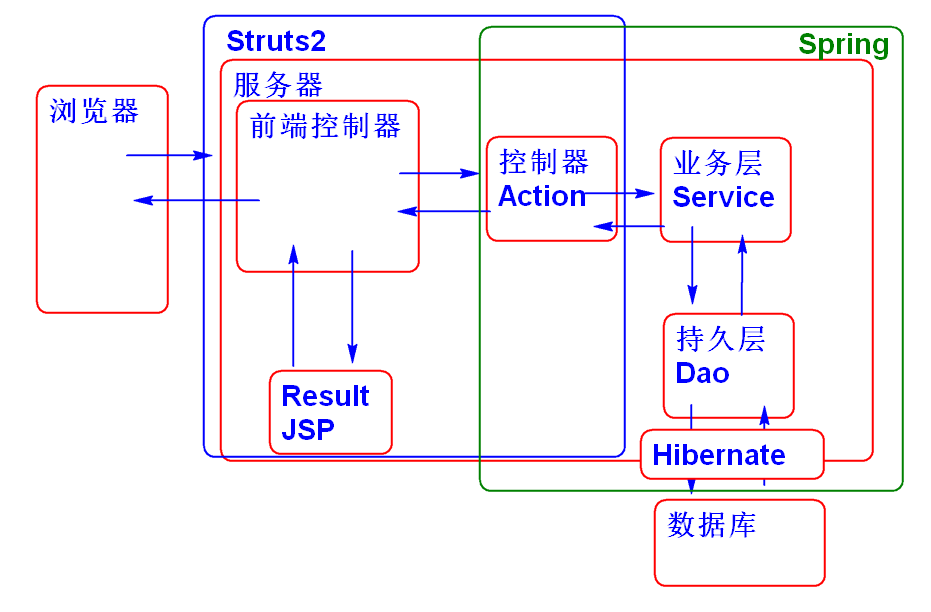 Struts2
Spring
服务器
浏览器
前端控制器
控制器
Action
业务层
Service
持久层
Dao
Result
JSP
Hibernate
数据库